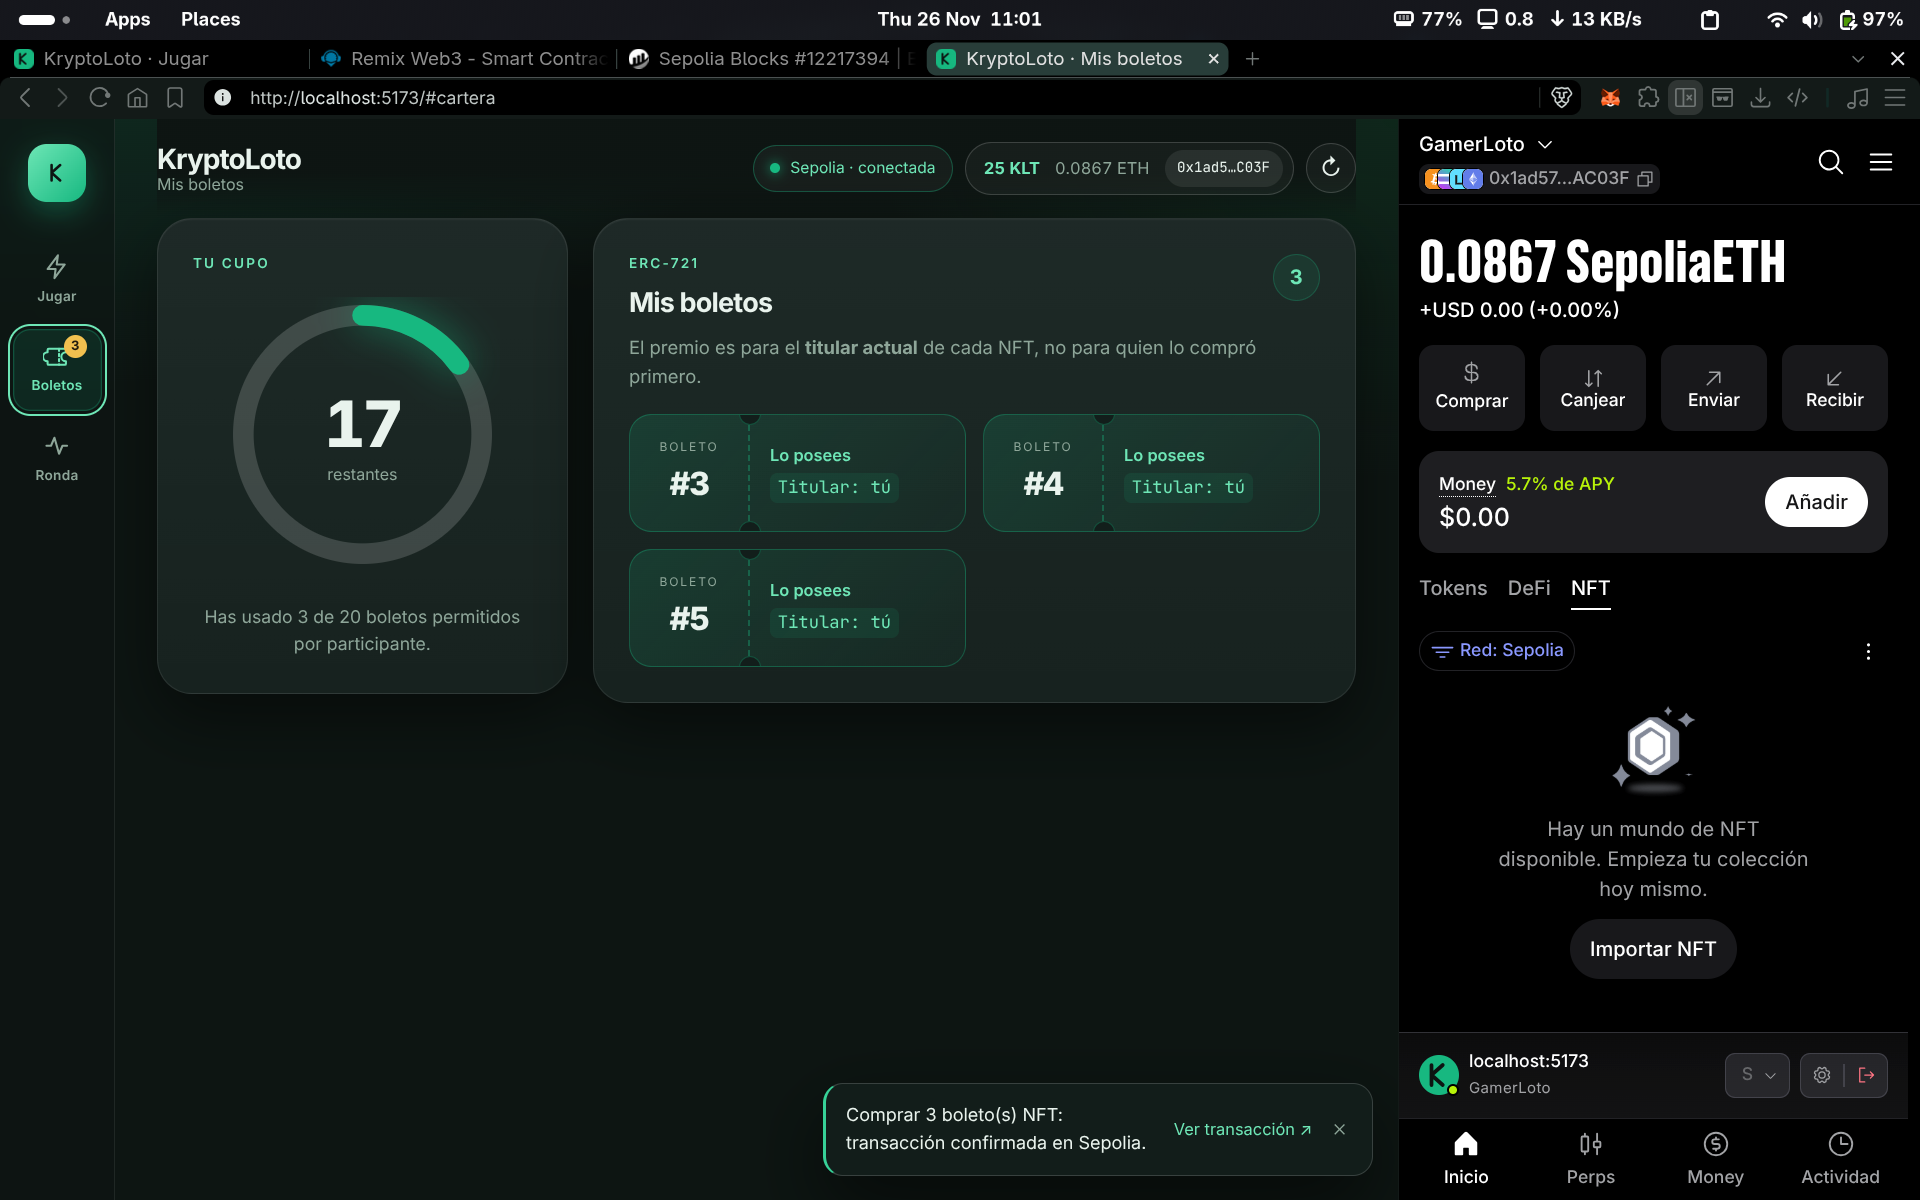 Apps Places
Thu 26 Nov 11:01
77% 0.8 13 KB/s 97%
KryptoLoto · Jugar
Remix Web3 - Smart Contrac
Sepolia Blocks #12217394 |
KryptoLoto · Mis boletos
http://localhost:5173/#cartera
K
Jugar
3
Boletos
Ronda
KryptoLoto
Mis boletos
Sepolia · conectada
25 KLT 0.0867 ETH 0x1ad5…C03F
TU CUPO
17
restantes
Has usado 3 de 20 boletos permitidos
por participante.
ERC-721
3
Mis boletos
El premio es para el titular actual de cada NFT, no para quien lo compró
primero.
BOLETO
#3
Lo posees
Titular: tú
BOLETO
#4
Lo posees
Titular: tú
BOLETO
#5
Lo posees
Titular: tú
Comprar 3 boleto(s) NFT:
transacción confirmada en Sepolia.
Ver transacción ↗
GamerLoto
0x1ad57...AC03F
0.0867 SepoliaETH
+USD 0.00 (+0.00%)
Comprar
Canjear
Enviar
Recibir
Money 5.7% de APY
$0.00
Añadir
Tokens DeFi NFT
Red: Sepolia
Hay un mundo de NFT
disponible. Empieza tu colección
hoy mismo.
Importar NFT
K
localhost:5173
GamerLoto
S
Inicio
Perps
Money
Actividad